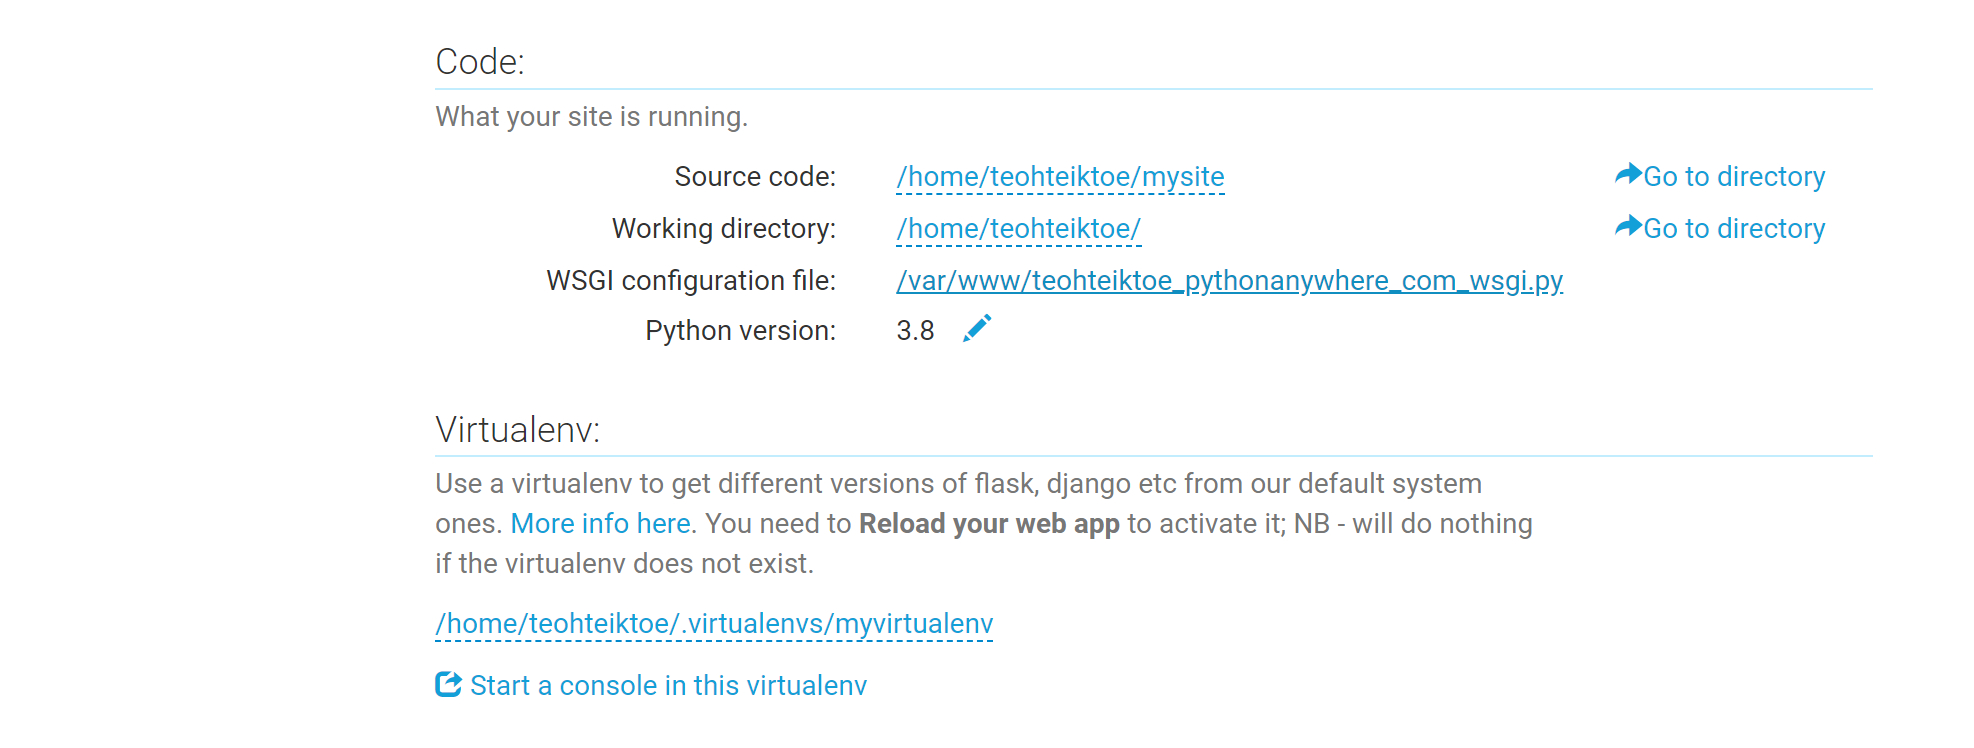 Code:
What your site is running.
Source code: /home/teohteiktoe/mysite Go to directory
Working directory: /home/teohteiktoe/ Go to directory
WSGI configuration file: /var/www/teohteiktoe_pythonanywhere_com_wsgi.py
Python version: 3.8
Virtualenv:
Use a virtualenv to get different versions of flask, django etc from our default system
ones. More info here. You need to Reload your web app to activate it; NB - will do nothing
if the virtualenv does not exist.
/home/teohteiktoe/.virtualenvs/myvirtualenv
Start a console in this virtualenv